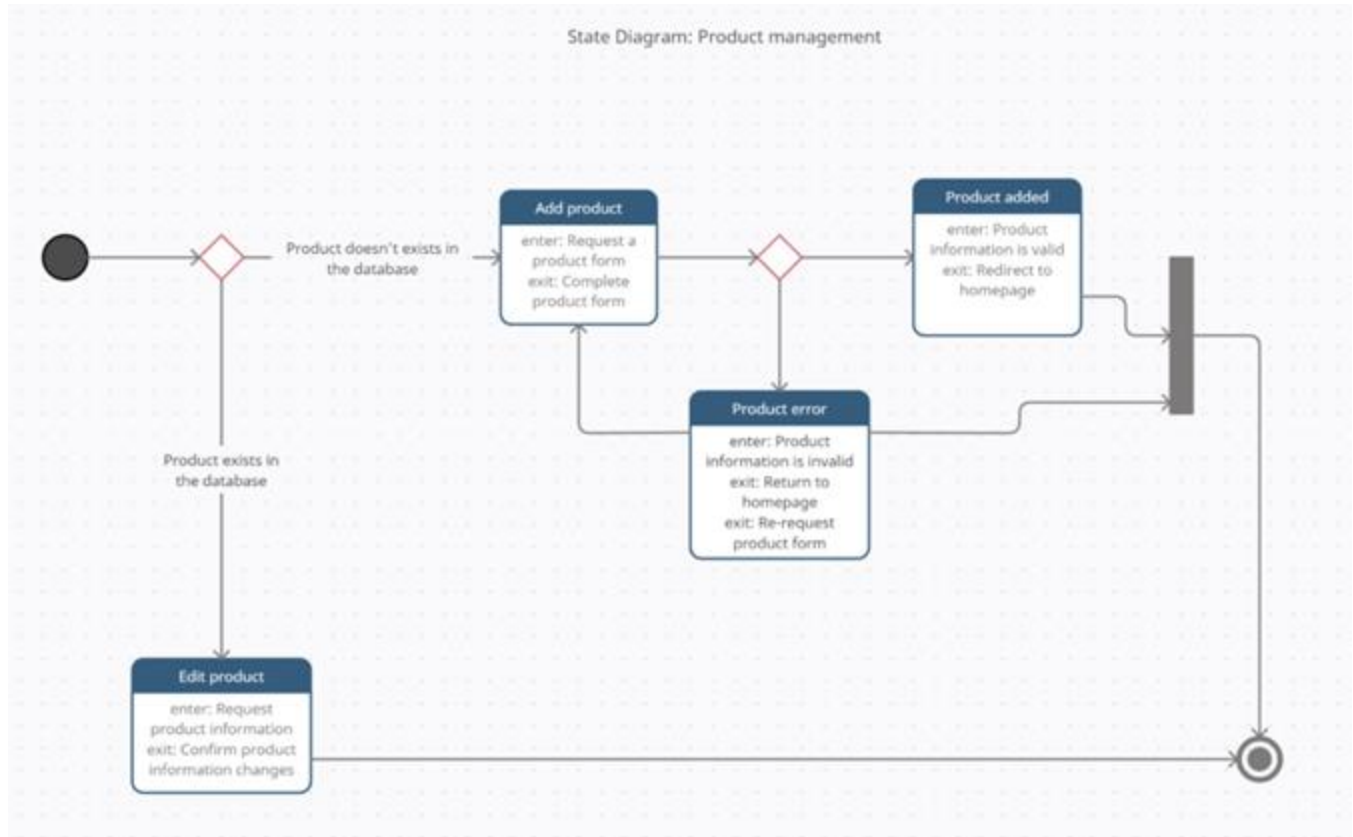 State Diagram: Product management
Product added
Add product
enter: Product
information is valid
exit: Redirect to
homepage
enter: Request a
product form
exit: Complete
product form
Product doesn't exists in
the database
Product error
enter: Product
information is invalid
exit: Return to
homepage
exit: Re-request
product form
Product exists in
the database
Edit product
enter: Request
product information
exit: Confirm product
information changes